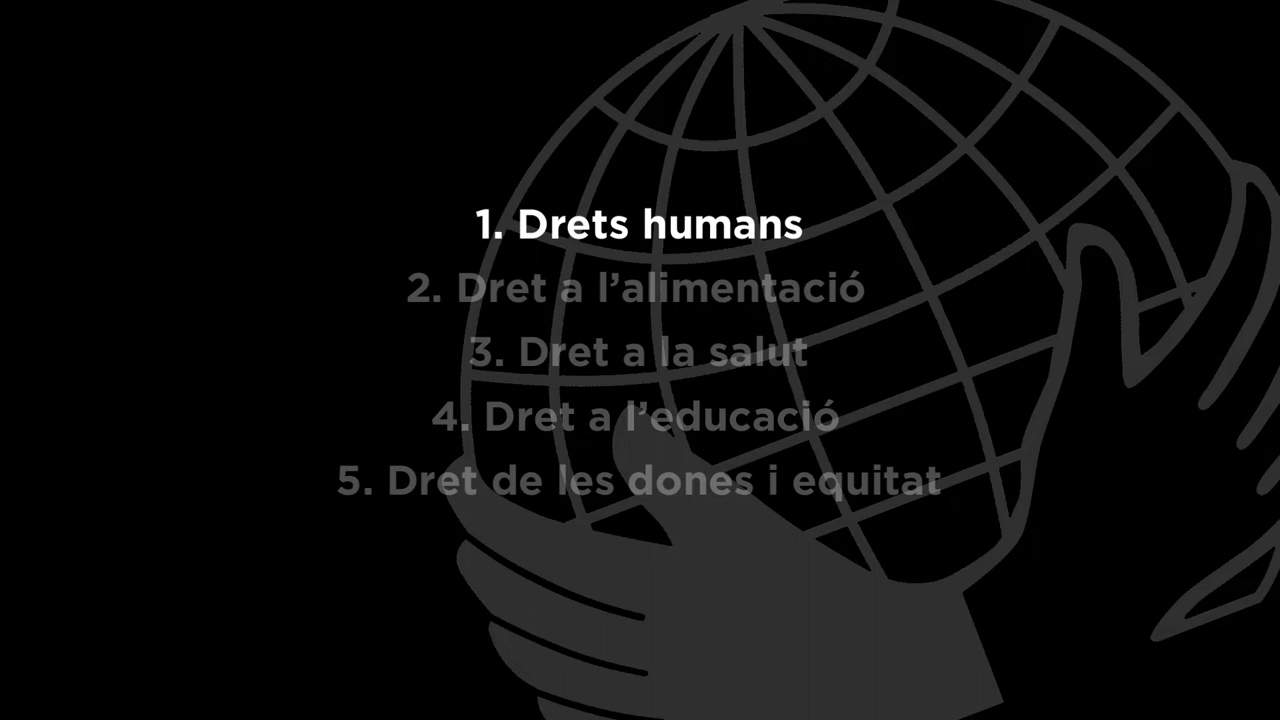 1. Drets humans
2. Dret a l’alimentació
3. Dret a la salut
4. Dret a l’educació
5. Dret de les dones i equitat